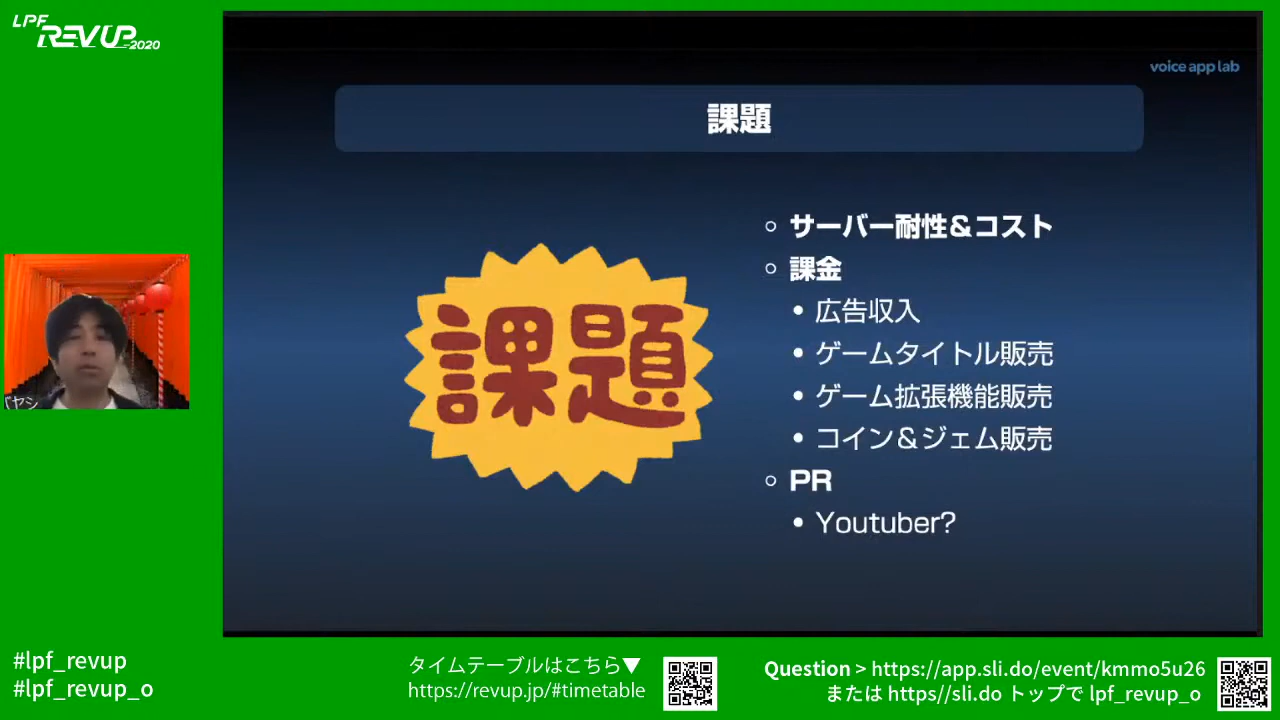 LPF
REVUP 2020
voice app lab
課題
課題
サーバー耐性&コスト
課金
広告収入
ゲームタイトル販売
ゲーム拡張機能販売
コイン&ジェム販売
PR
Youtuber?
バヤシ
#lpf_revup
#lpf_revup_o
タイムテーブルはこちら▼
https://revup.jp/#timetable
Question > https://app.sli.do/event/kmmo5u26
または https//sli.do トップで lpf_revup_o